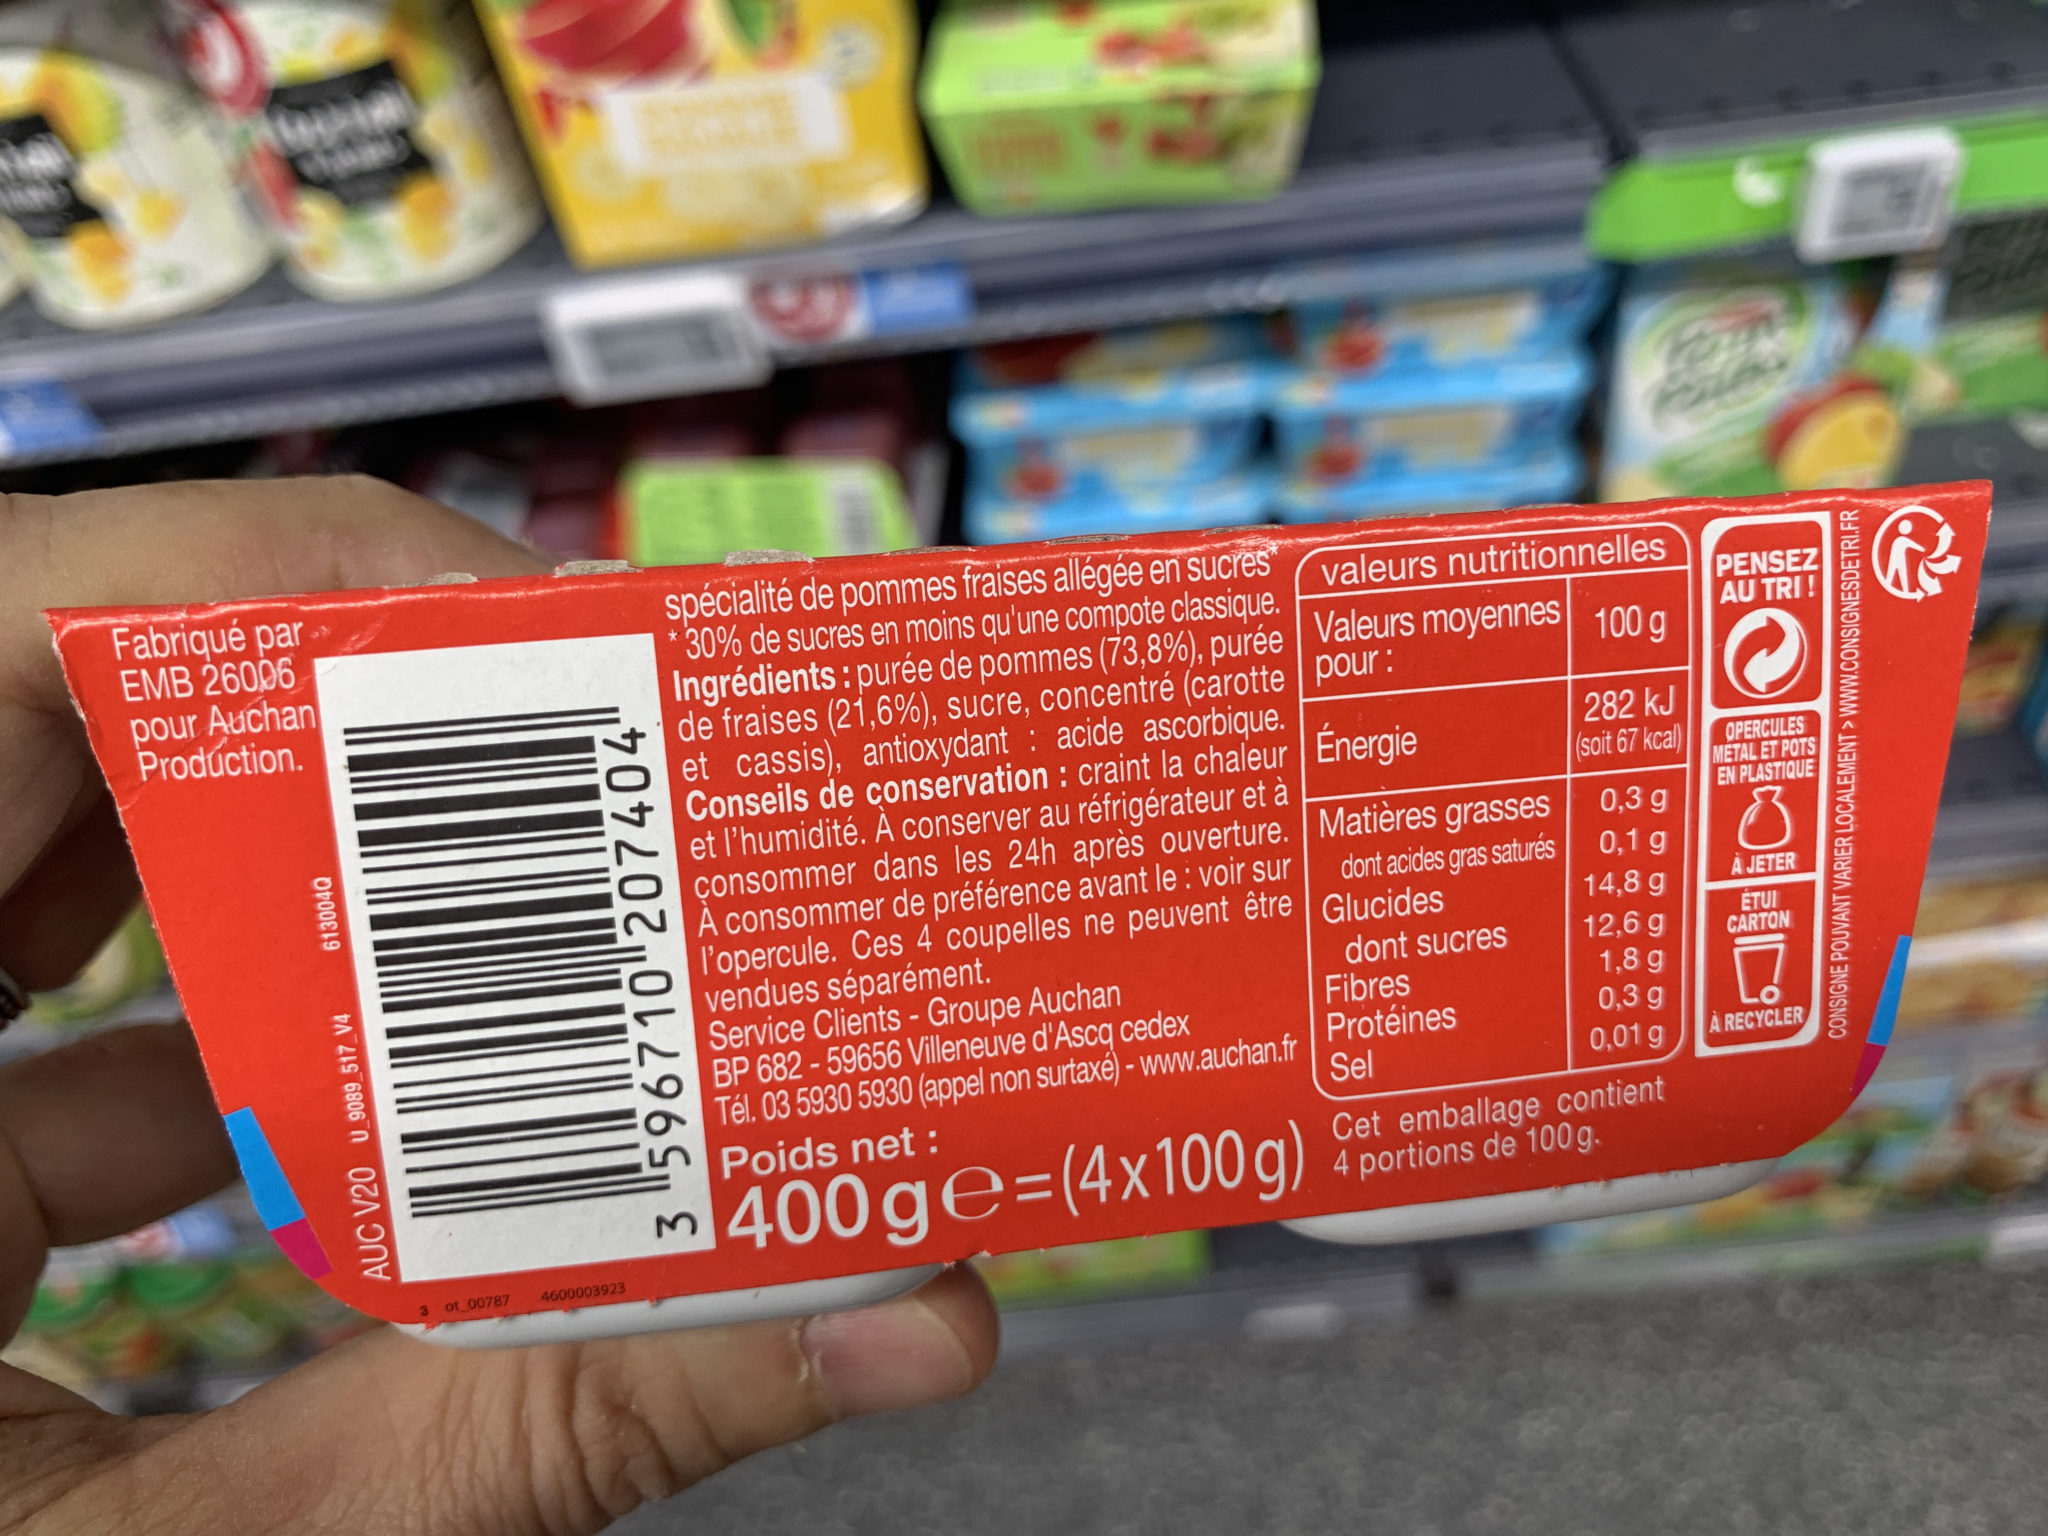 Fabriqué par
EMB 26006
pour Auchan
Production.
613004Q
AUC V20 U_9089_517_V4
3 596710 207404
3 ot_00787 4600003923
spécialité de pommes fraises allégée en sucres*
* 30% de sucres en moins qu'une compote classique.
Ingrédients : purée de pommes (73,8%), purée
de fraises (21,6%), sucre, concentré (carotte
et cassis), antioxydant : acide ascorbique.
Conseils de conservation : craint la chaleur
et l'humidité. À conserver au réfrigérateur et à
consommer dans les 24h après ouverture.
À consommer de préférence avant le : voir sur
l'opercule. Ces 4 coupelles ne peuvent être
vendues séparément.
Service Clients - Groupe Auchan
BP 682 - 59656 Villeneuve d'Ascq cedex
Tél. 03 5930 5930 (appel non surtaxé) - www.auchan.fr
Poids net :
400 g e = (4x100 g)
valeurs nutritionnelles
Valeurs moyennes pour : 100 g
Énergie 282 kJ
(soit 67 kcal)
Matières grasses 0,3 g
dont acides gras saturés 0,1 g
Glucides 14,8 g
dont sucres 12,6 g
Fibres 1,8 g
Protéines 0,3 g
Sel 0,01 g
Cet emballage contient
4 portions de 100 g.
PENSEZ
AU TRI !
OPERCULES
MÉTAL ET POTS
EN PLASTIQUE
À JETER
ÉTUI
CARTON
À RECYCLER
CONSIGNE POUVANT VARIER LOCALEMENT > WWW.CONSIGNESDETRI.FR